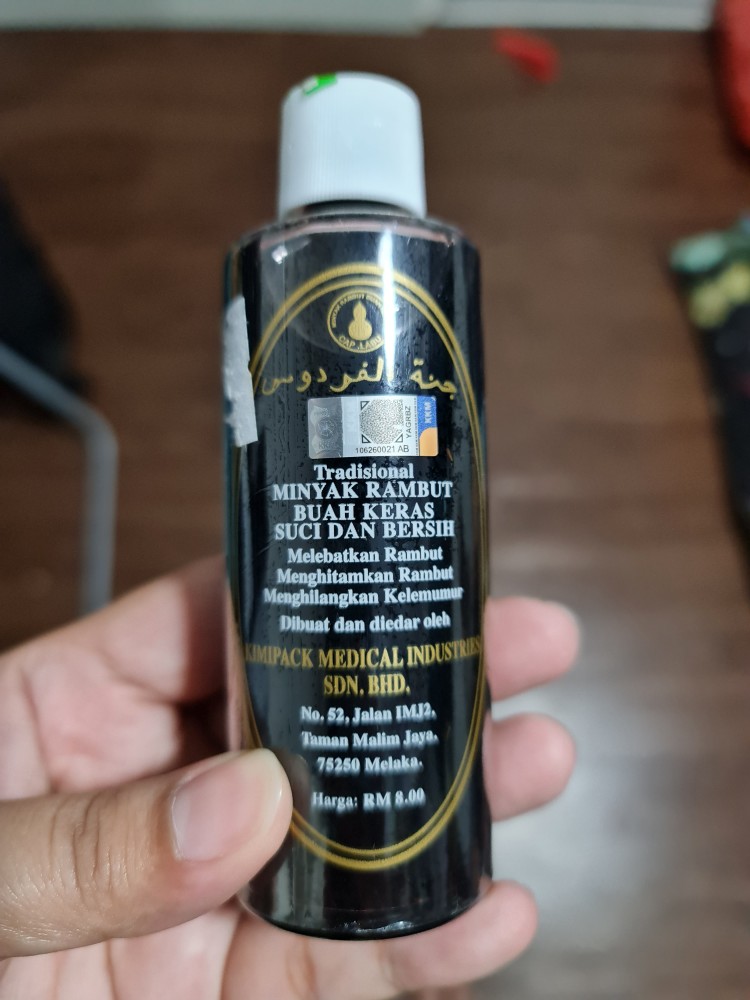 CAP LABU
جنة الفردوس
KKM
YAGRBZ
106260021 AB
Tradisional
MINYAK RAMBUT
BUAH KERAS
SUCI DAN BERSIH
Melebatkan Rambut
Menghitamkan Rambut
Menghilangkan Kelemumur
Dibuat dan diedar oleh
KIMIPACK MEDICAL INDUSTRIES
SDN. BHD.
No. 52, Jalan IMJ2,
Taman Malim Jaya,
75250 Melaka.
Harga: RM 8.00